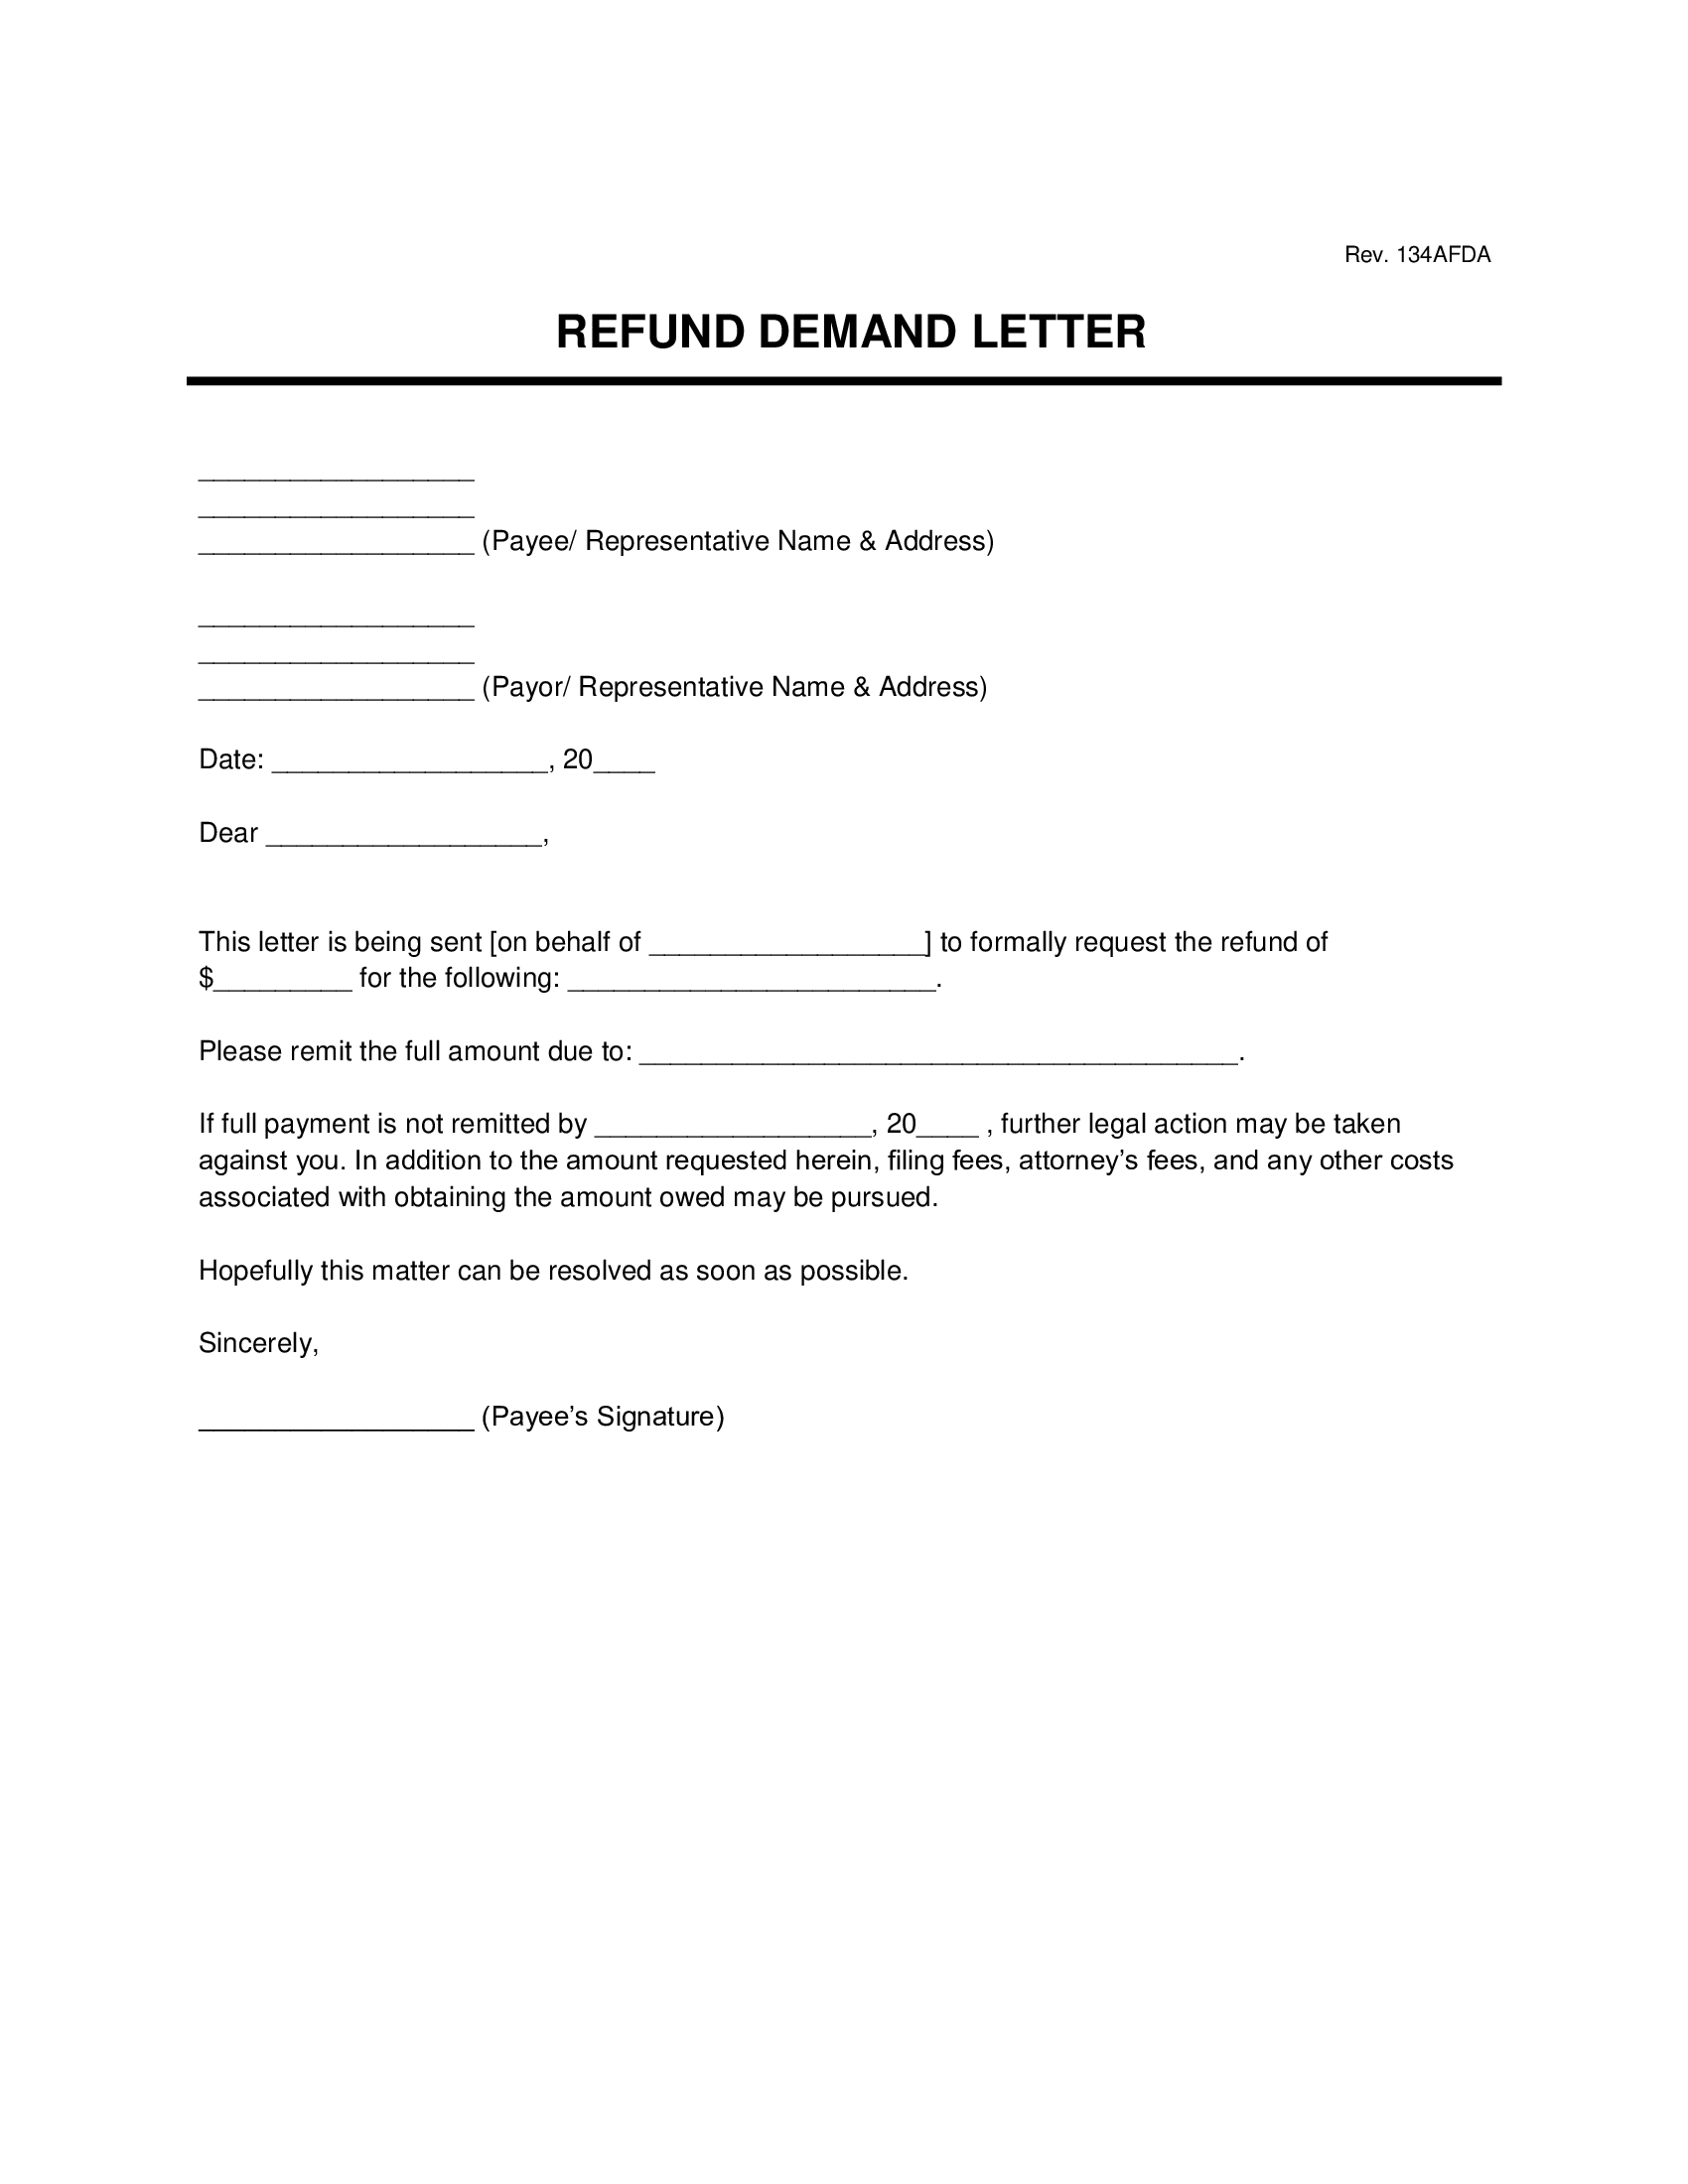 Rev. 134AFDA
REFUND DEMAND LETTER
__________________
__________________
__________________ (Payee/ Representative Name & Address)
__________________
__________________
__________________ (Payor/ Representative Name & Address)
Date: __________________, 20____
Dear __________________,
This letter is being sent [on behalf of __________________] to formally request the refund of
$_________ for the following: ________________________.
Please remit the full amount due to: _______________________________________.
If full payment is not remitted by __________________, 20____ , further legal action may be taken
against you. In addition to the amount requested herein, filing fees, attorney’s fees, and any other costs
associated with obtaining the amount owed may be pursued.
Hopefully this matter can be resolved as soon as possible.
Sincerely,
__________________ (Payee’s Signature)